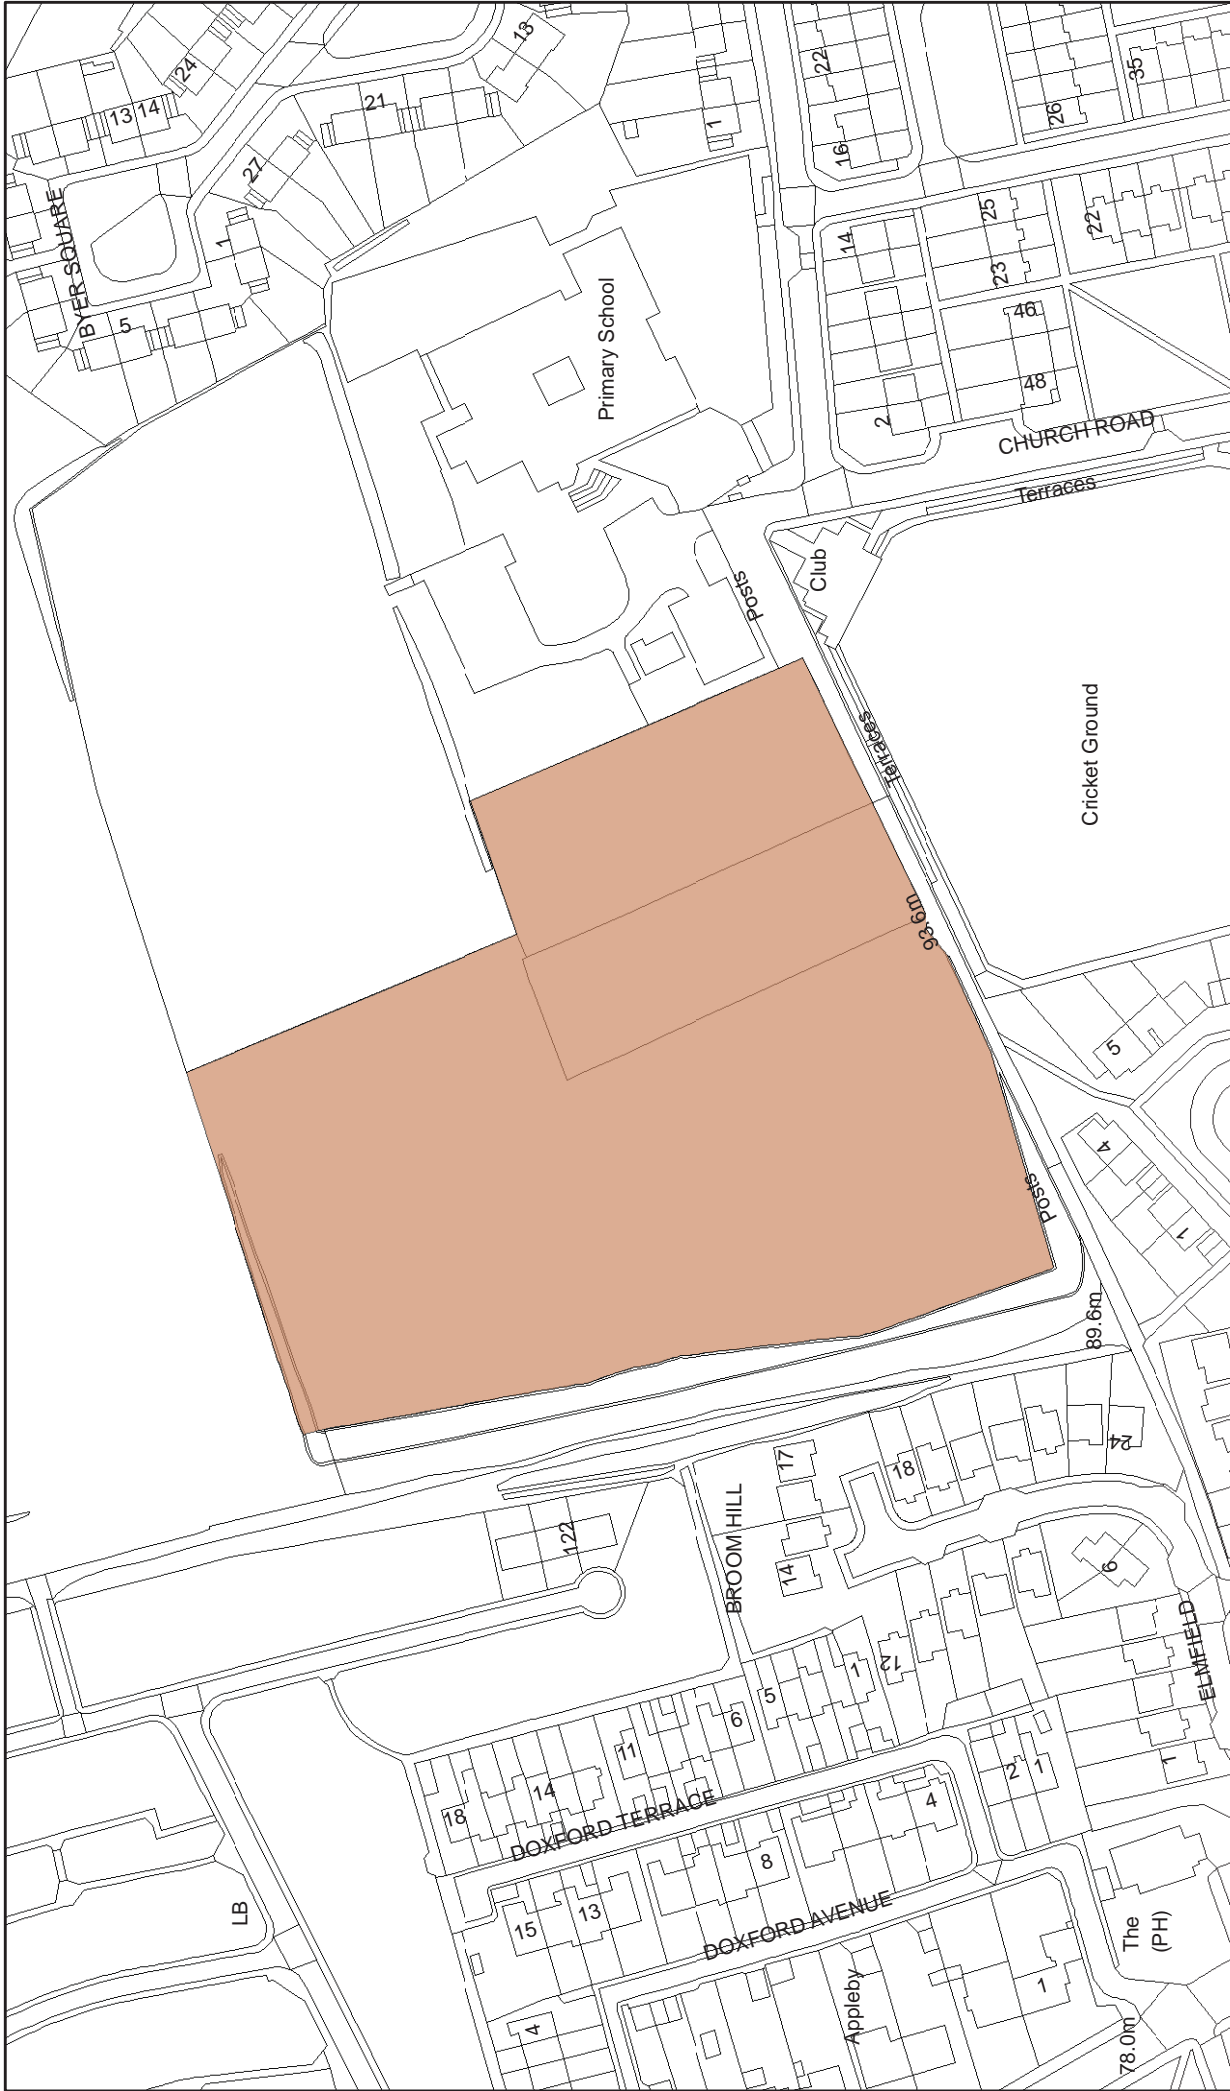 24
13
13 14
21
22
35
26
1
27
16
BYER SQUARE
1
14
25
22
23
5
Primary School
46
48
2
CHURCH ROAD
Terraces
Club
Posts
Terraces
Cricket Ground
93.6m
5
4
Posts
1
89.6m
24
17
18
122
BROOM HILL
14
6
12
ELMFIELD
1
5
6
11
18
14
2
1
1
DOXFORD TERRACE
4
8
15
13
LB
DOXFORD AVENUE
The
(PH)
Appleby
1
4
78.0m